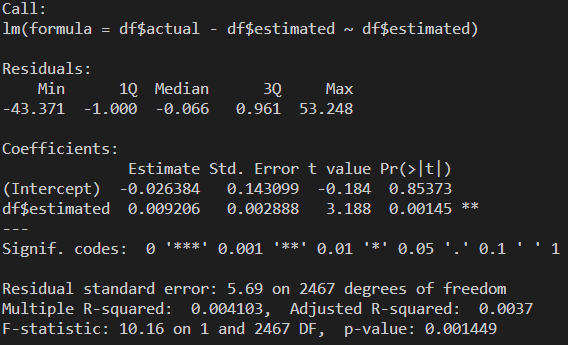 Call:
lm(formula = df$actual - df$estimated ~ df$estimated)

Residuals:
    Min      1Q  Median      3Q     Max
-43.371  -1.000  -0.066   0.961  53.248

Coefficients:
              Estimate Std. Error t value Pr(>|t|)
(Intercept)  -0.026384   0.143099  -0.184  0.85373
df$estimated  0.009206   0.002888   3.188  0.00145 **
---
Signif. codes:  0 '***' 0.001 '**' 0.01 '*' 0.05 '.' 0.1 ' ' 1

Residual standard error: 5.69 on 2467 degrees of freedom
Multiple R-squared:  0.004103,  Adjusted R-squared:  0.0037
F-statistic: 10.16 on 1 and 2467 DF,  p-value: 0.001449